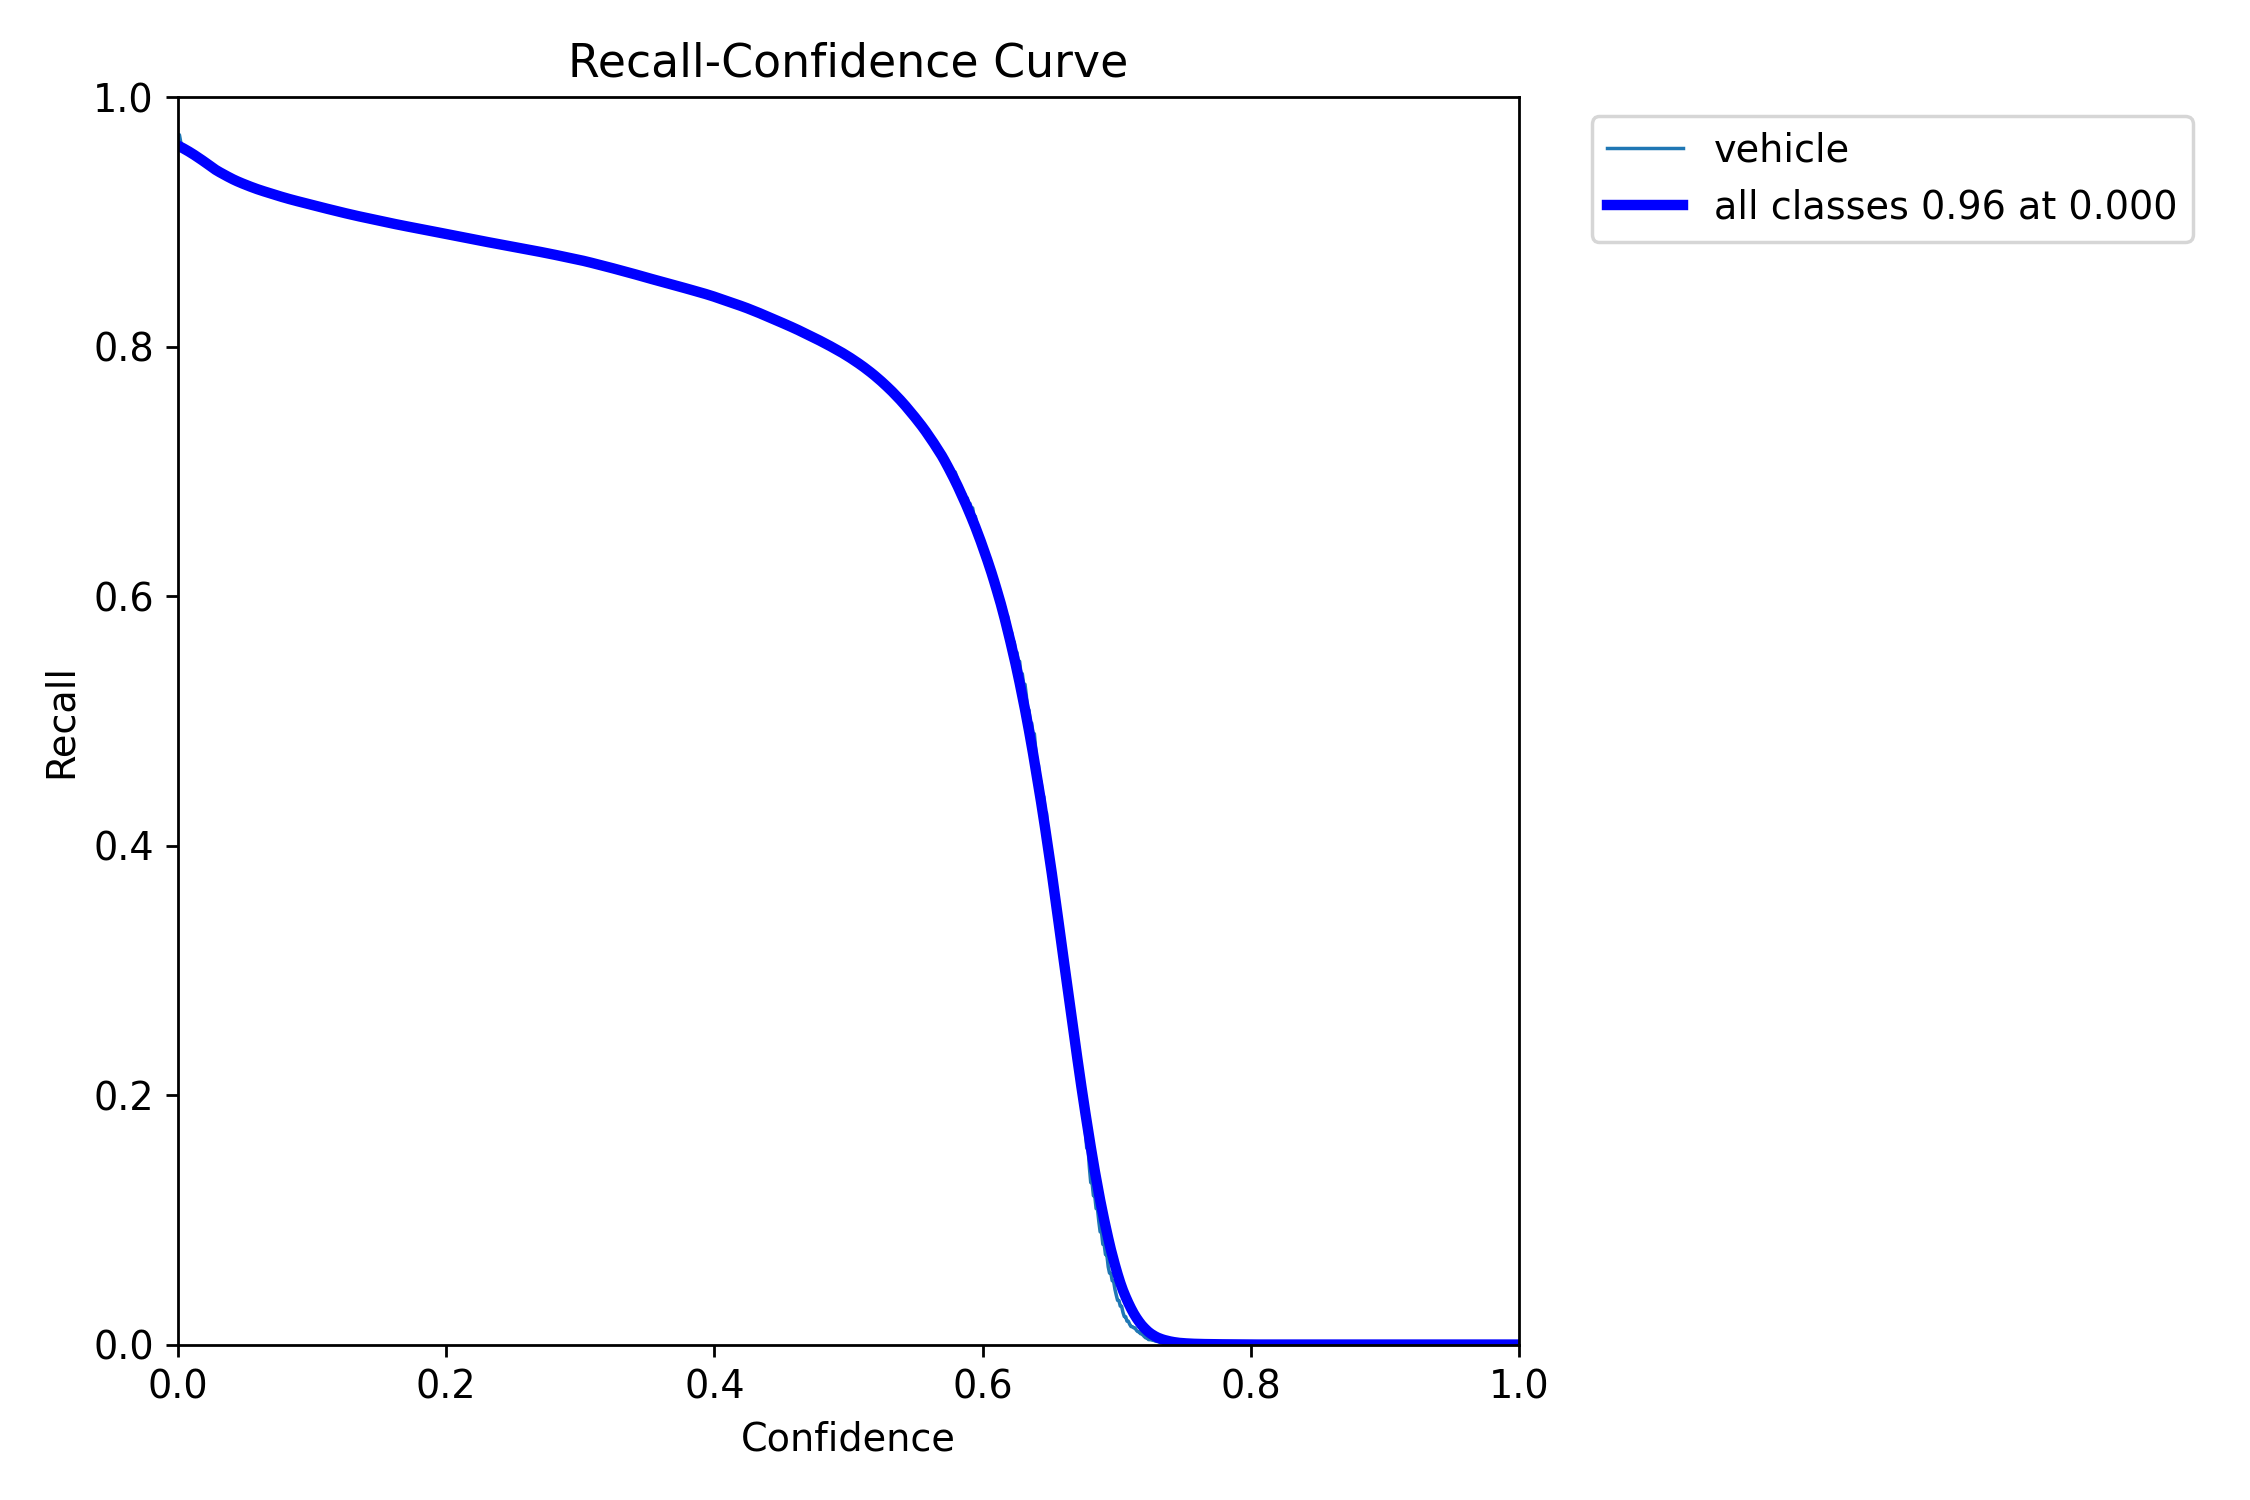 Recall-Confidence Curve
1.0
0.8
0.6
0.4
0.2
0.0
Recall
0.0 0.2 0.4 0.6 0.8 1.0
Confidence
vehicle
all classes 0.96 at 0.000